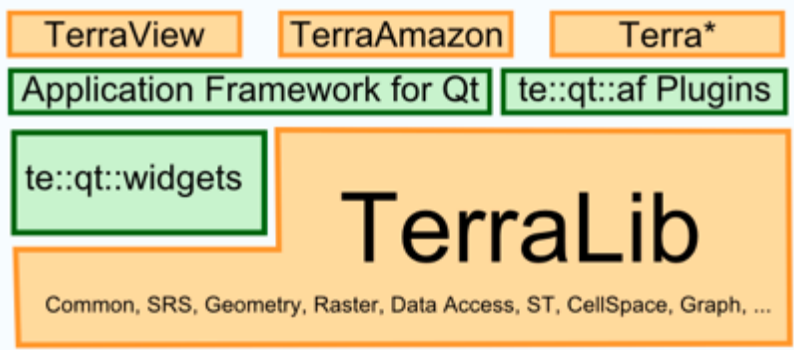 TerraView
TerraAmazon
Terra*
Application Framework for Qt
te::qt::af Plugins
te::qt::widgets
TerraLib
Common, SRS, Geometry, Raster, Data Access, ST, CellSpace, Graph, ...